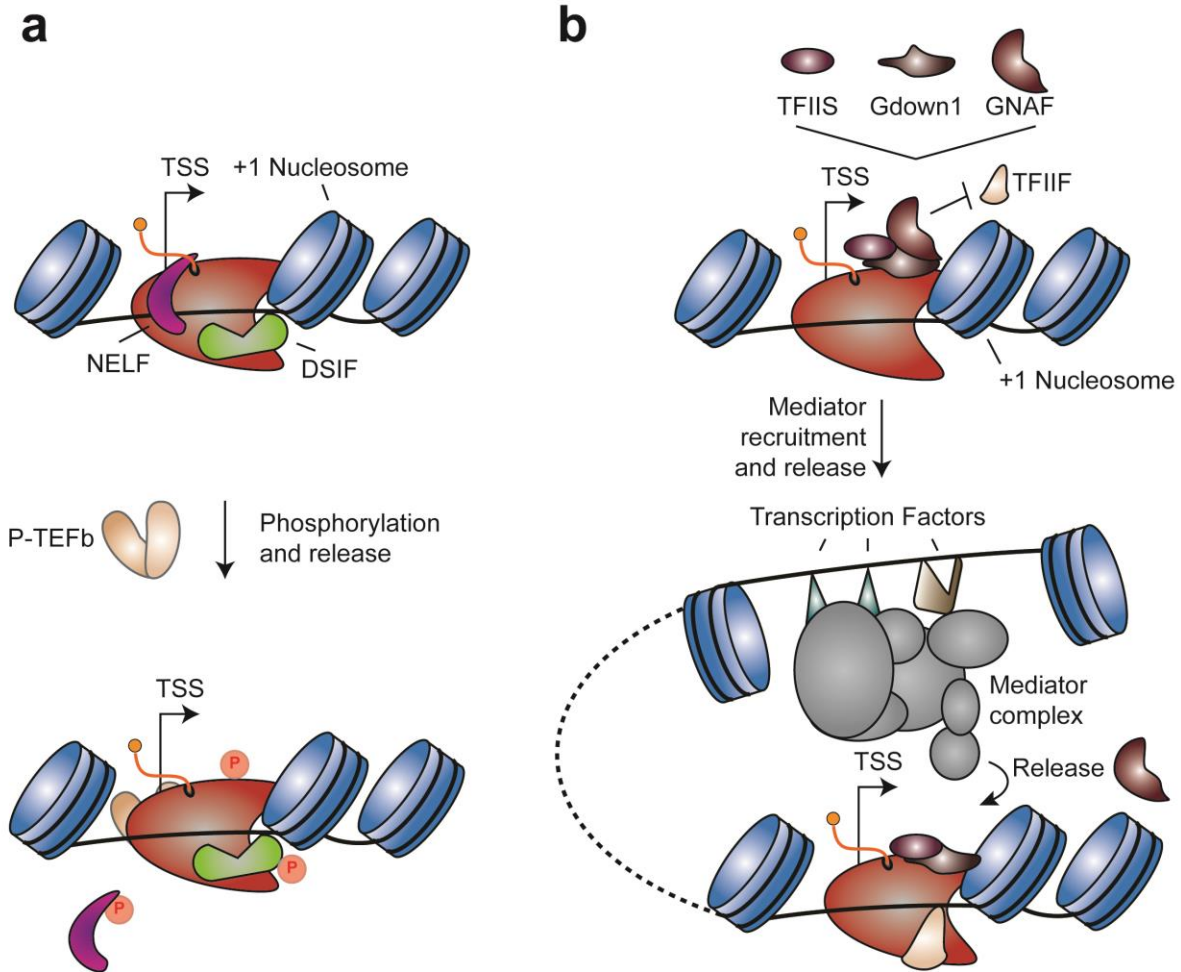 a
TSS
+1 Nucleosome
NELF
DSIF
P-TEFb
Phosphorylation
and release
TSS
P
P
P
b
TFIIS
Gdown1
GNAF
TSS
TFIIF
+1 Nucleosome
Mediator
recruitment
and release
Transcription Factors
Mediator
complex
TSS
Release